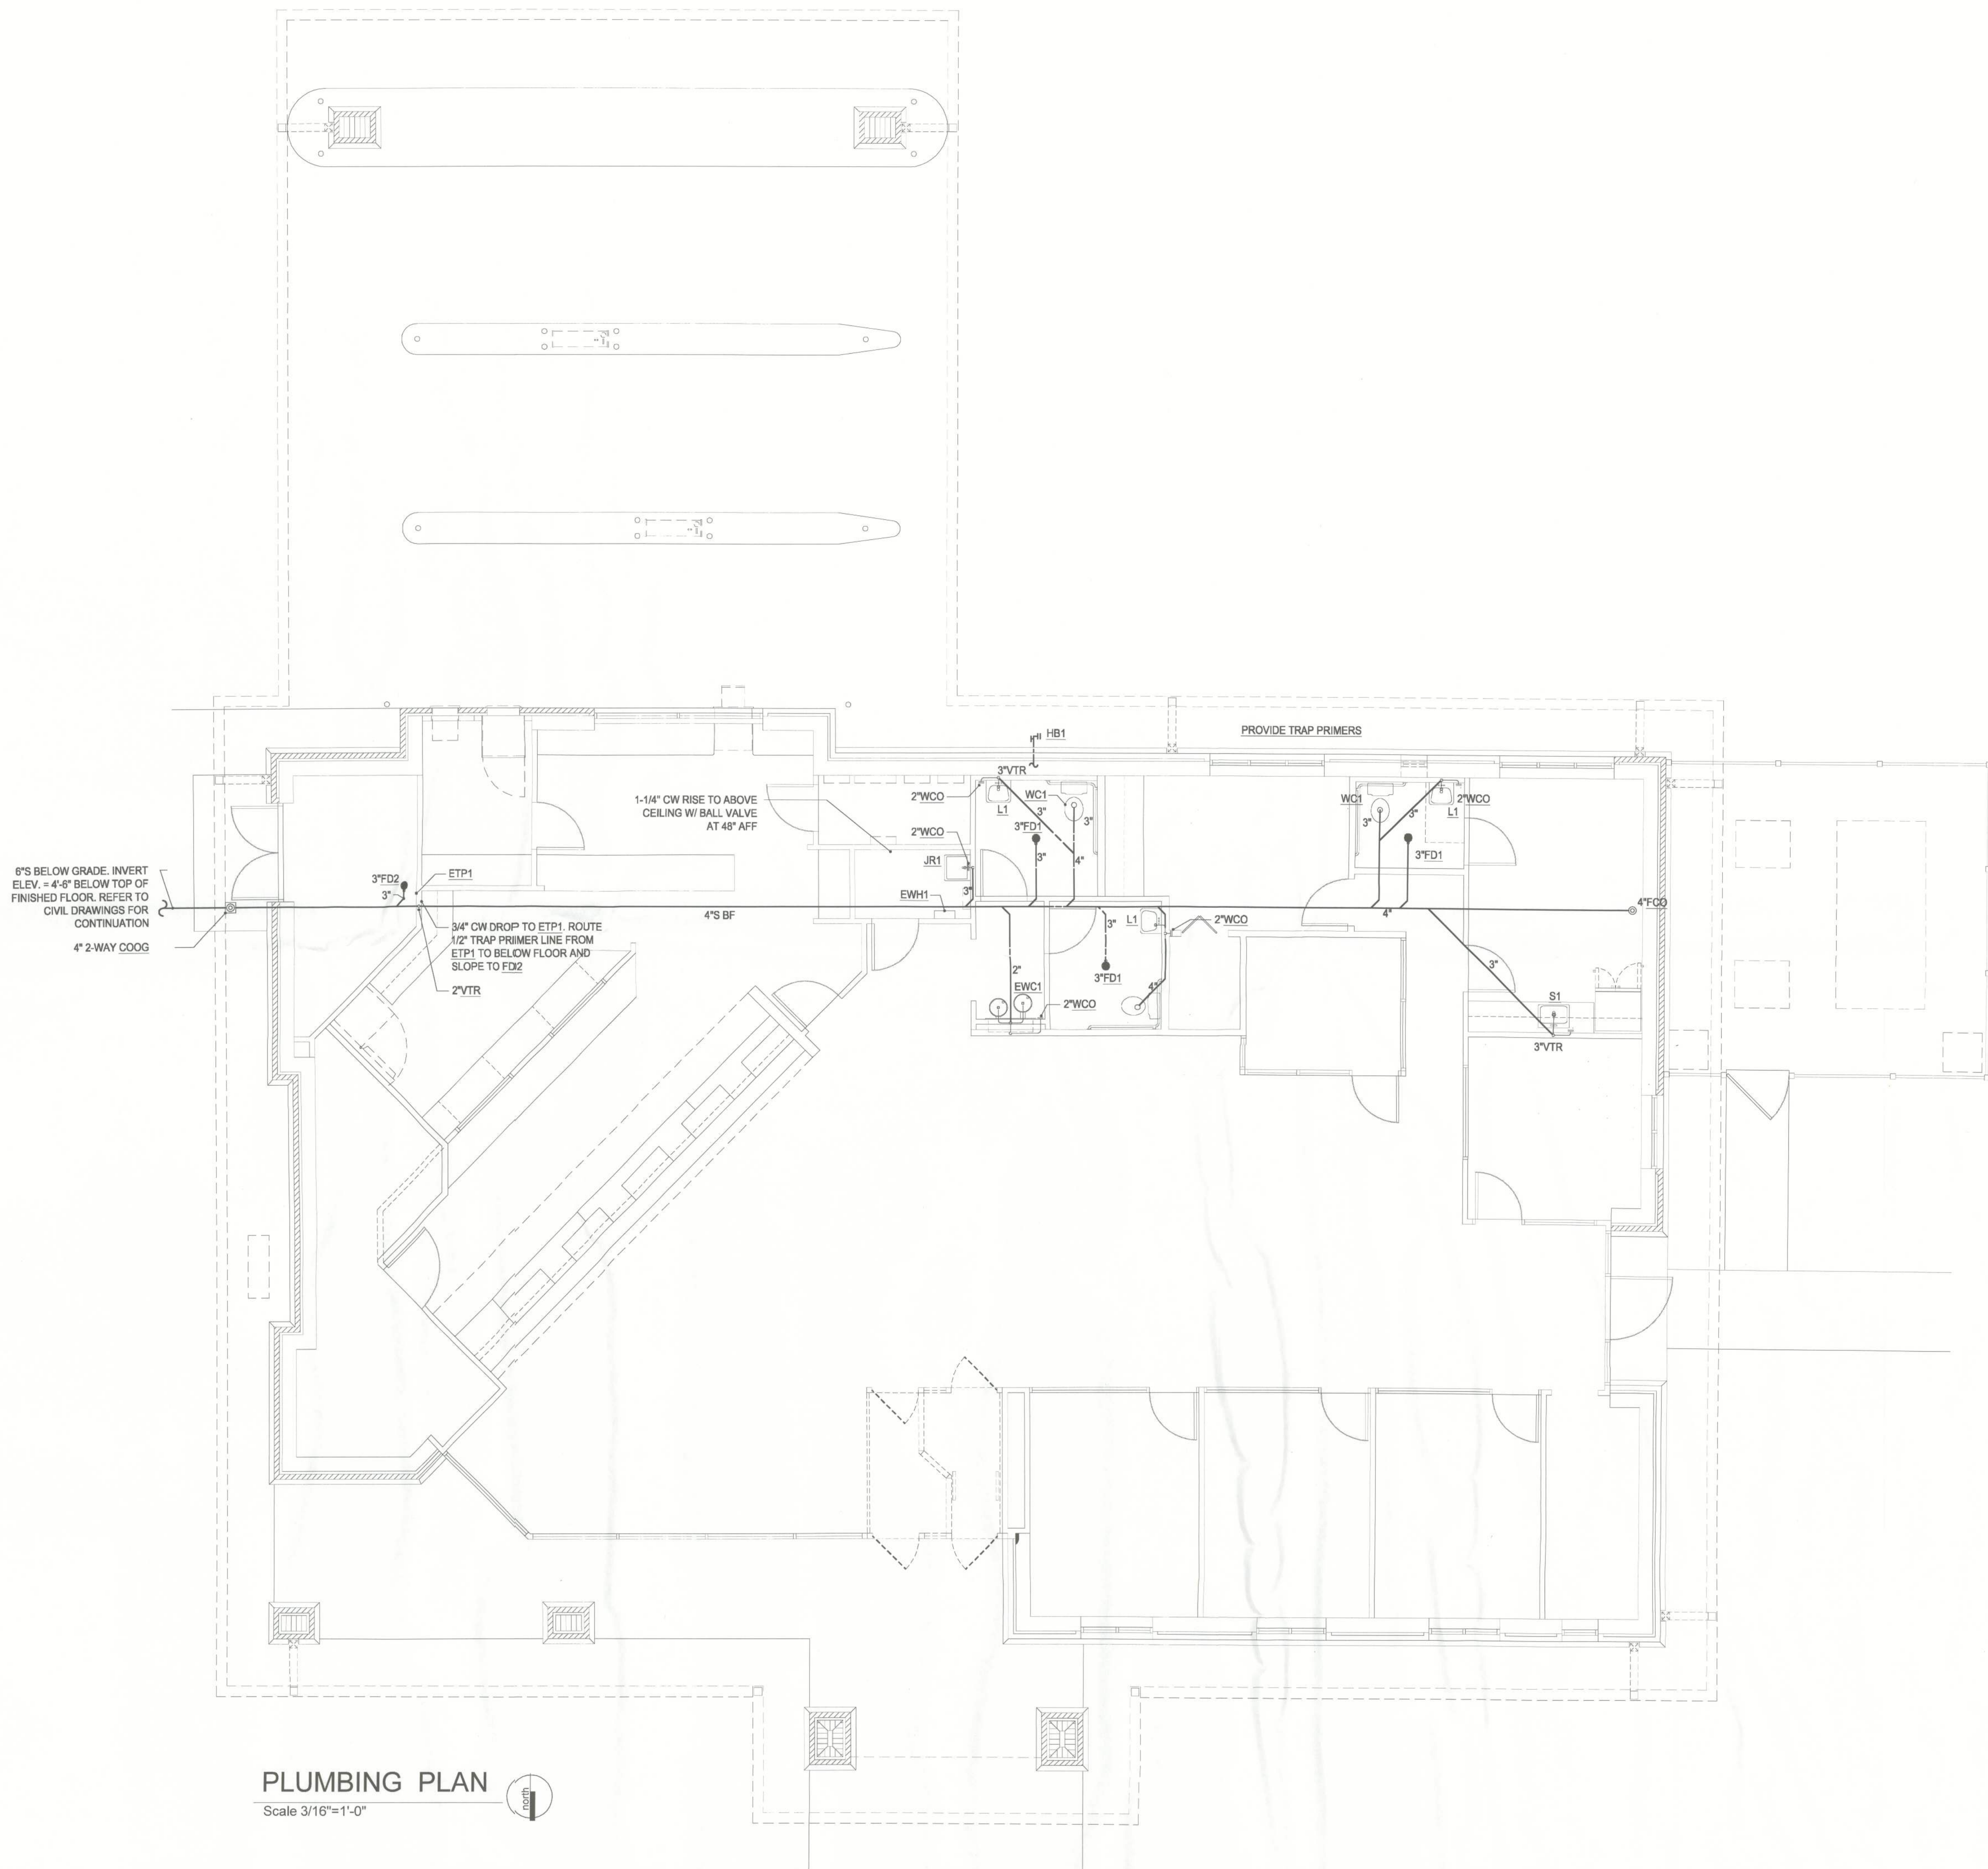 HB1
PROVIDE TRAP PRIMERS
3"VTR
2"WCO
L1
WC1
3"
3"
1-1/4" CW RISE TO ABOVE
CEILING W/ BALL VALVE
AT 48" AFF
WC1
3"
3"
2"WCO
L1
3"FD1
3"
4"
2"WCO
JR1
3"
3"FD1
EWH1
6"S BELOW GRADE. INVERT
ELEV. = 4'-6" BELOW TOP OF
FINISHED FLOOR. REFER TO
CIVIL DRAWINGS FOR
CONTINUATION
4" 2-WAY COOG
3"FD2
3"
ETP1
3/4" CW DROP TO ETP1. ROUTE
1/2" TRAP PRIMER LINE FROM
ETP1 TO BELOW FLOOR AND
SLOPE TO FD2
2"VTR
4"S BF
4"
4"FCO
L1
2"WCO
3"
3"FD1
4"
2"
EWC1
2"WCO
3"
S1
3"VTR
PLUMBING PLAN
north
Scale 3/16"=1'-0"